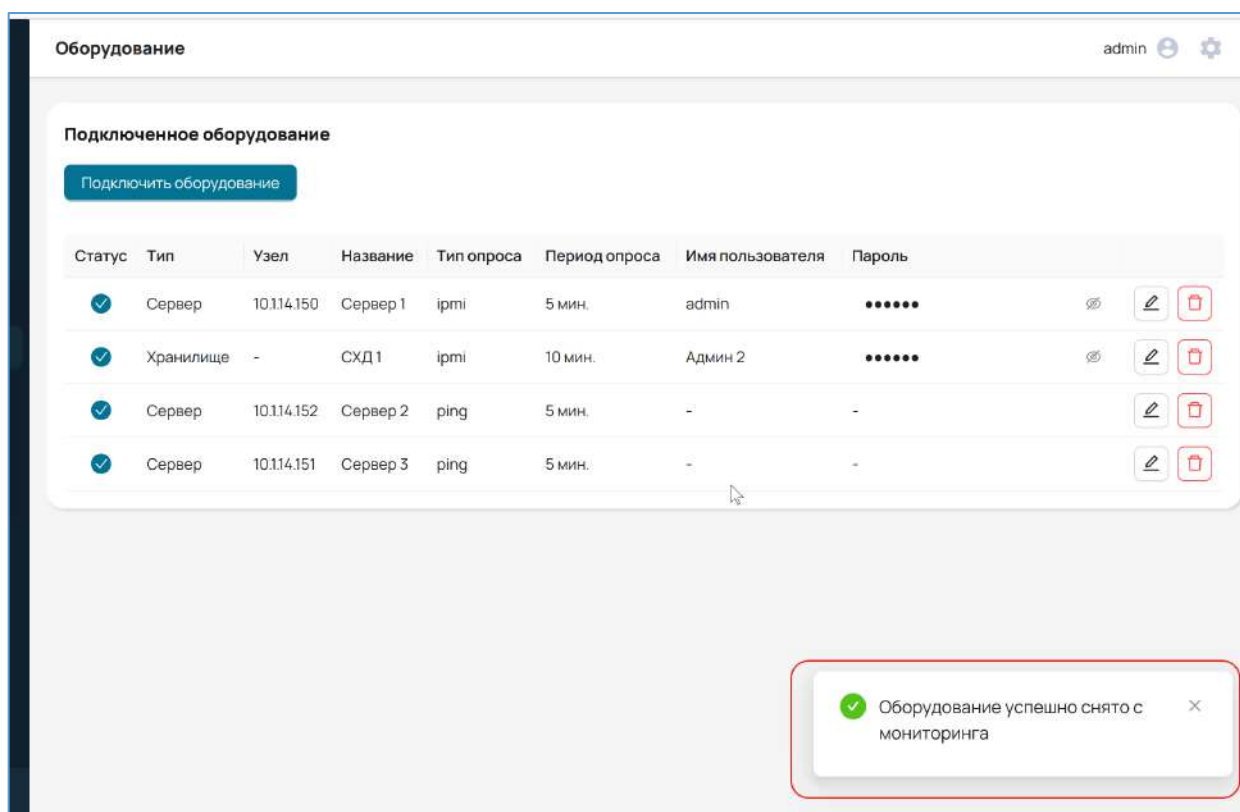 Оборудование admin
Подключенное оборудование
Подключить оборудование
Статус Тип Узел Название Тип опроса Период опроса Имя пользователя Пароль
Сервер 10.1.14.150 Сервер 1 ipmi 5 мин. admin ●●●●●●
Хранилище - СХД 1 ipmi 10 мин. Админ 2 ●●●●●●
Сервер 10.1.14.152 Сервер 2 ping 5 мин. - -
Сервер 10.1.14.151 Сервер 3 ping 5 мин. - -
Оборудование успешно снято с
мониторинга